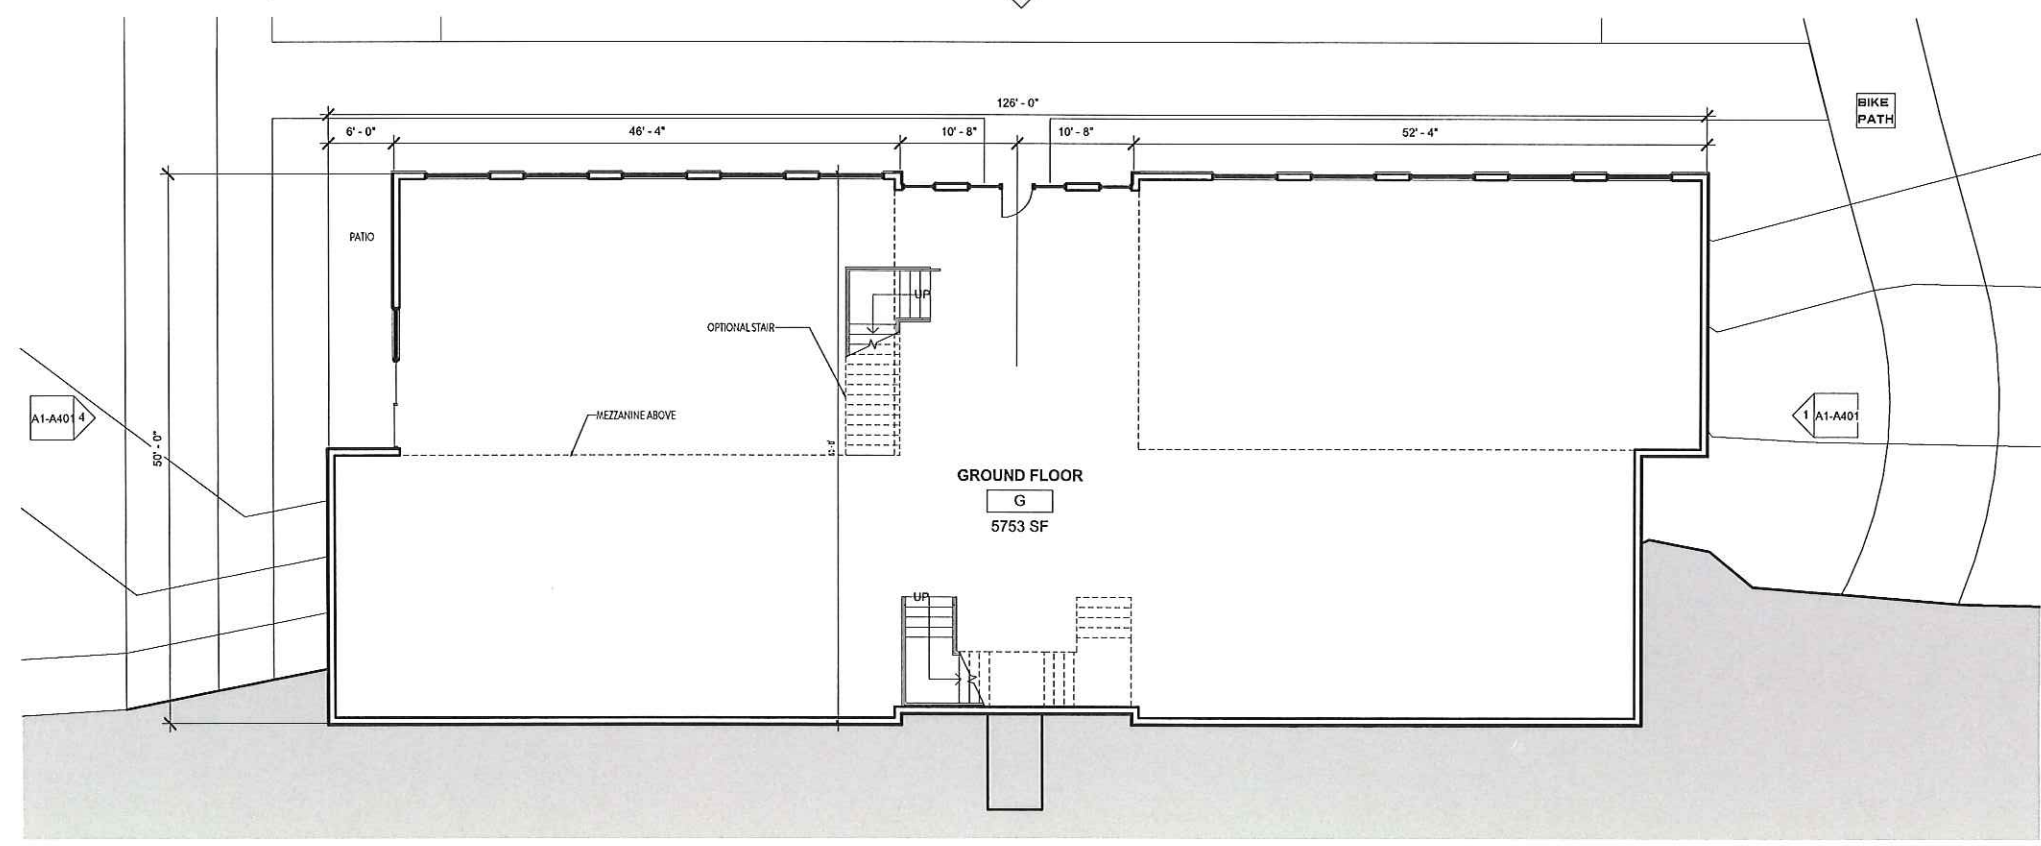 126' - 0"
6' - 0"
46' - 4"
10' - 8"
10' - 8"
52' - 4"
BIKE
PATH
PATIO
UP
OPTIONAL STAIR
MEZZANINE ABOVE
A1-A401 4
1 A1-A401
50' - 0"
GROUND FLOOR
G
5753 SF
UP